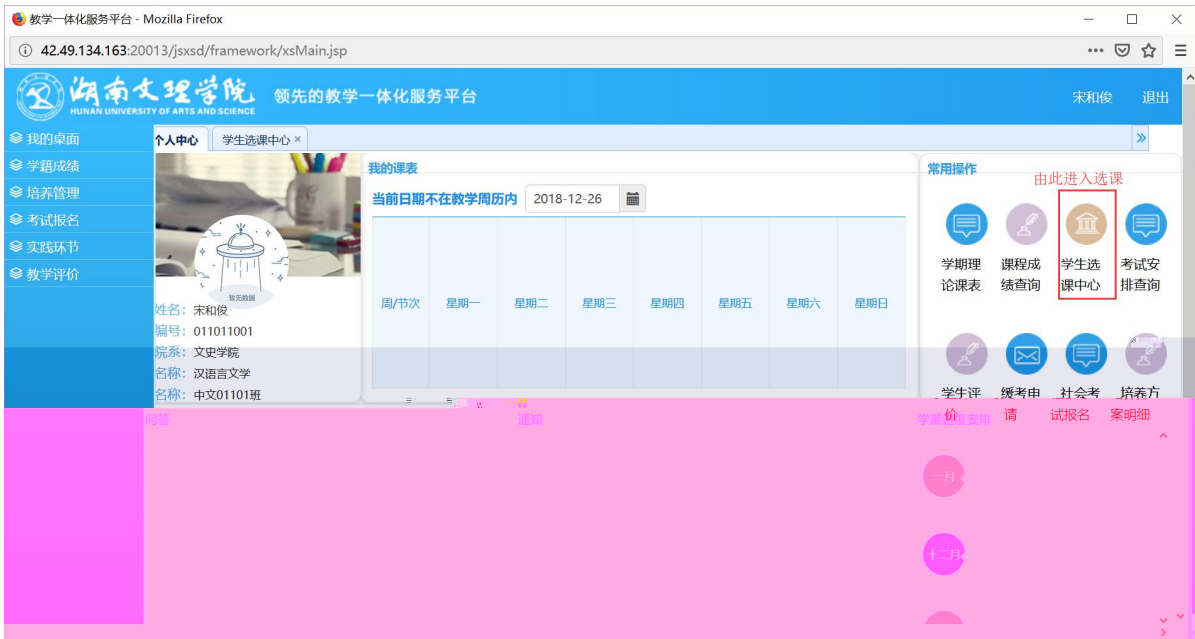 教学一体化服务平台 - Mozilla Firefox
42.49.134.163:20013/jsxsd/framework/xsMain.jsp
湖南文理学院
HUNAN UNIVERSITY OF ARTS AND SCIENCE
领先的教学一体化服务平台
宋和俊 退出
我的桌面
学籍成绩
培养管理
考试报名
实践环节
教学评价
个人中心 学生选课中心
暂无数据
姓名：宋和俊
编号：011011001
院系：文史学院
名称：汉语言文学
名称：中文01101班
我的课表
当前日期不在教学周历内 2018-12-26
周/节次 星期一 星期二 星期三 星期四 星期五 星期六 星期日
常用操作
由此进入选课
学期理论课表
课程成绩查询
学生选课中心
考试安排查询
学生评价
缓考申请
社会考试报名
培养方案明细
问答
通知
学期进度安排
一月
十二月